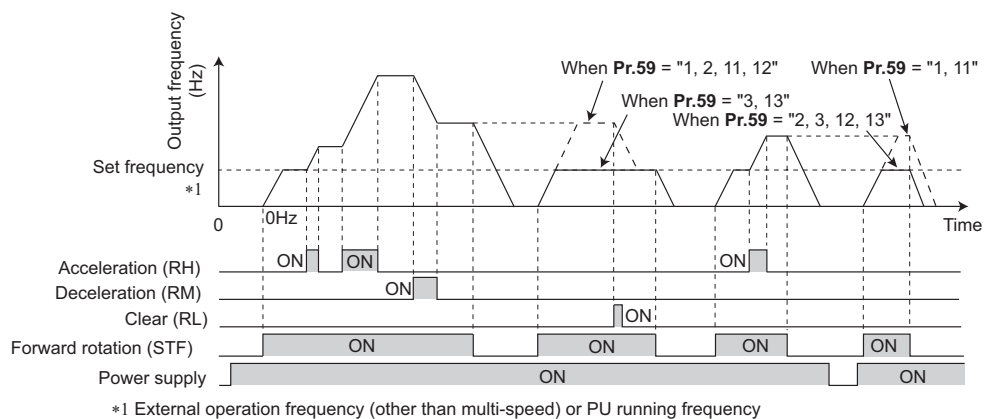 Output frequency
(Hz)
When Pr.59 = "1, 2, 11, 12"
When Pr.59 = "1, 11"
When Pr.59 = "3, 13"
When Pr.59 = "2, 3, 12, 13"
Set frequency
*1
0
0Hz
Time
Acceleration (RH)
ON
ON
ON
Deceleration (RM)
ON
Clear (RL)
ON
Forward rotation (STF)
ON
ON
ON
ON
Power supply
ON
ON
*1 External operation frequency (other than multi-speed) or PU running frequency